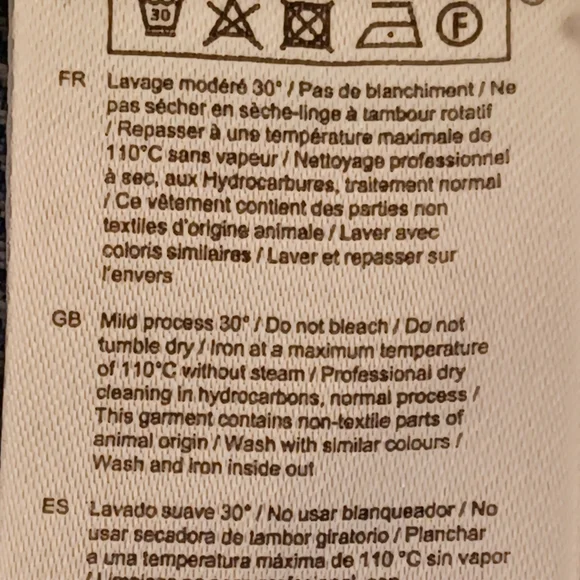 30
F
FR Lavage modéré 30° / Pas de blanchiment / Ne
pas sécher en sèche-linge à tambour rotatif
/ Repasser à une température maximale de
110°C sans vapeur / Nettoyage professionnel
à sec, aux Hydrocarbures, traitement normal
/ Ce vêtement contient des parties non
textiles d'origine animale / Laver avec
coloris similaires / Laver et repasser sur
l'envers
GB Mild process 30° / Do not bleach / Do not
tumble dry / Iron at a maximum temperature
of 110°C without steam / Professional dry
cleaning in hydrocarbons, normal process /
This garment contains non-textile parts of
animal origin / Wash with similar colours /
Wash and Iron inside out
ES Lavado suave 30° / No usar blanqueador / No
usar secadora de tambor giratorio / Planchar
a una temperatura máxima de 110 °C sin vapor